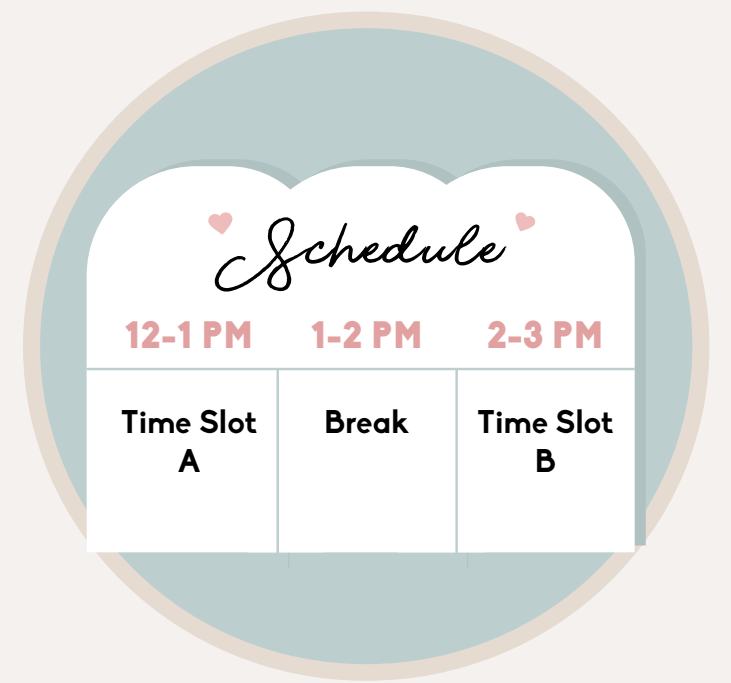 Schedule
12-1 PM 1-2 PM 2-3 PM
Time Slot
A
Break
Time Slot
B